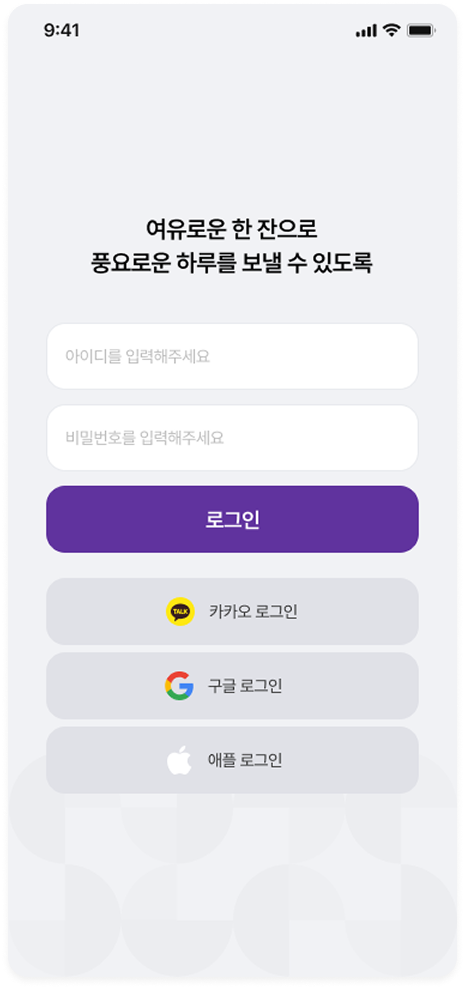 9:41
여유로운 한 잔으로
풍요로운 하루를 보낼 수 있도록
아이디를 입력해주세요
비밀번호를 입력해주세요
로그인
TALK 카카오 로그인
구글 로그인
애플 로그인